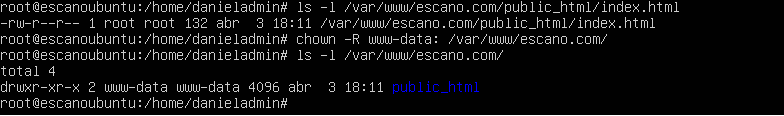 root@escanoubuntu:/home/danieladmin# ls -l /var/www/escano.com/public_html/index.html
-rw-r--r-- 1 root root 132 abr  3 18:11 /var/www/escano.com/public_html/index.html
root@escanoubuntu:/home/danieladmin# chown -R www-data: /var/www/escano.com/
root@escanoubuntu:/home/danieladmin# ls -l /var/www/escano.com/
total 4
drwxr-xr-x 2 www-data www-data 4096 abr  3 18:11 public_html
root@escanoubuntu:/home/danieladmin#